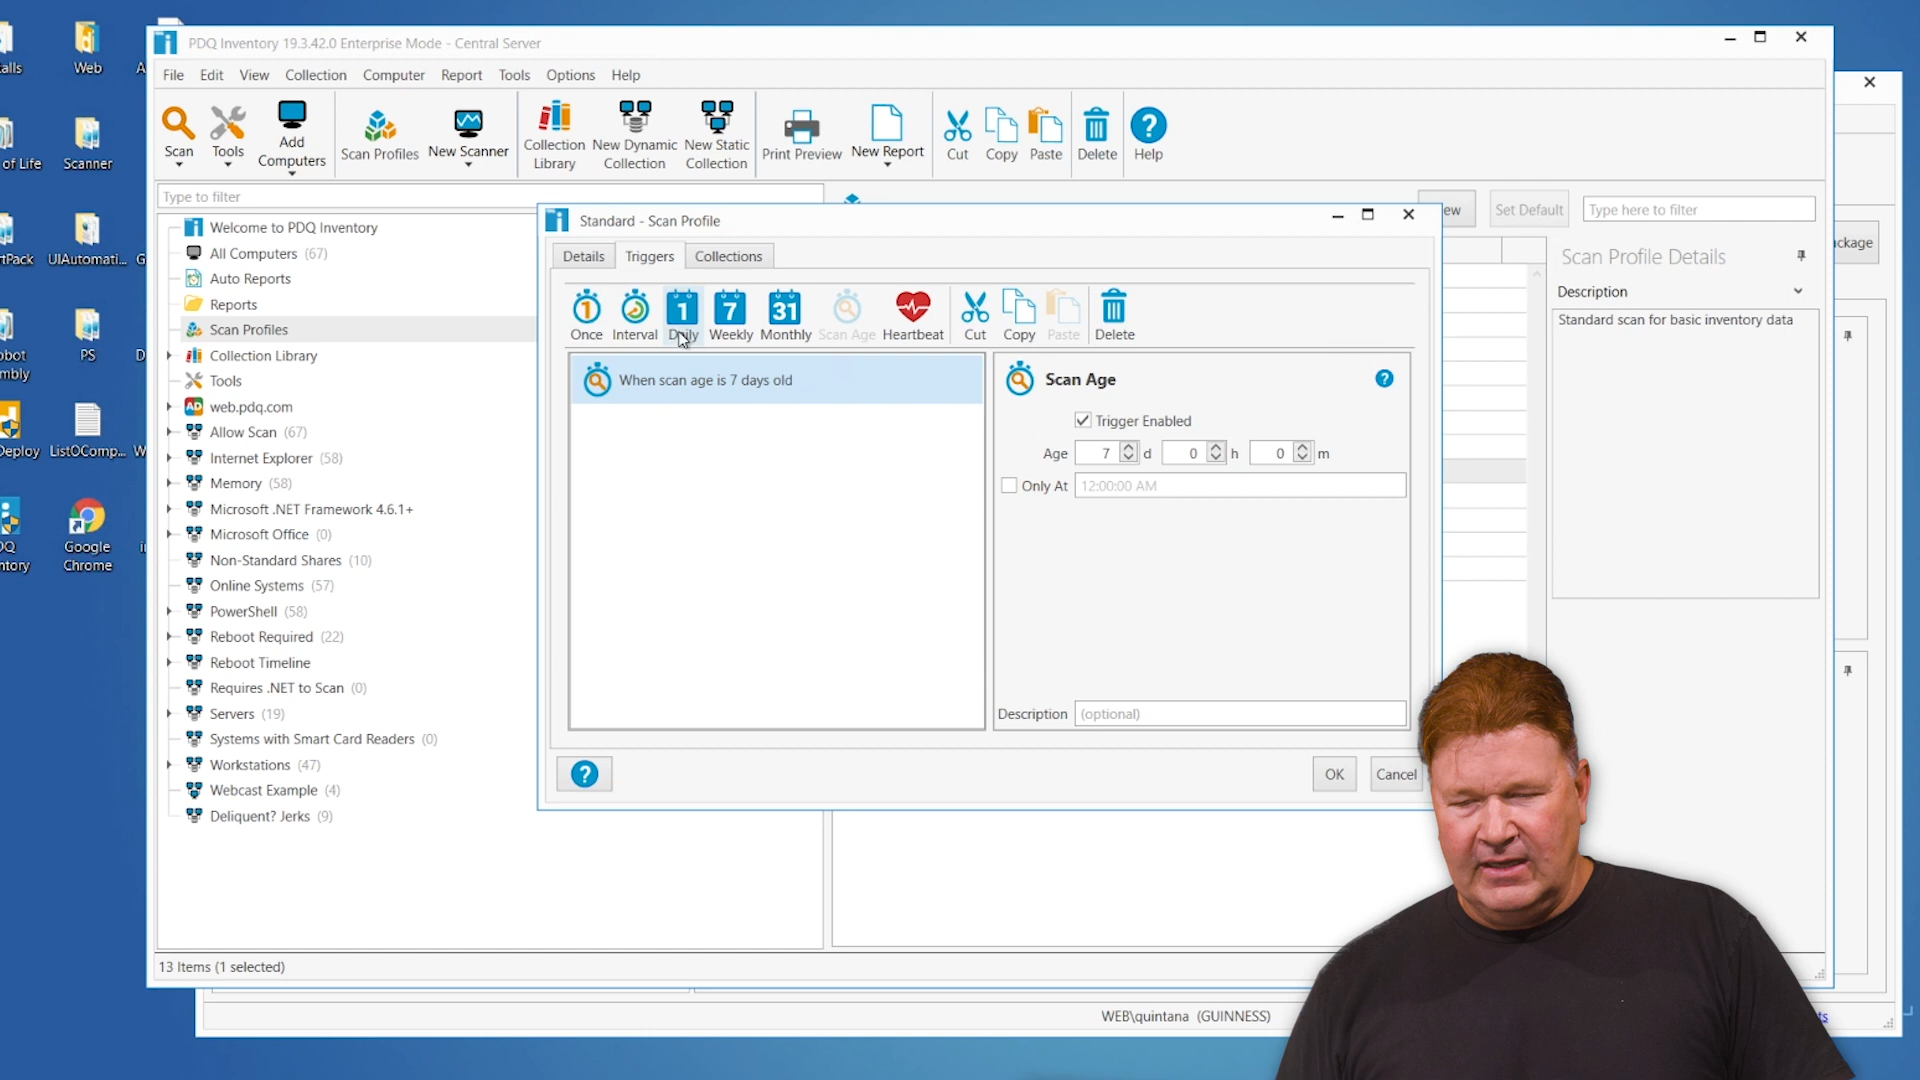 alls
Web
A
of Life
Scanner
rtPack
UIAutomati...
G
obot
mbly
PS
D
Deploy
ListOComp...
W
DQ
entory
Google
Chrome
PDQ Inventory 19.3.42.0 Enterprise Mode - Central Server
File Edit View Collection Computer Report Tools Options Help
Scan
Tools
Add
Computers
Scan Profiles
New Scanner
Collection
Library
New Dynamic
Collection
New Static
Collection
Print Preview
New Report
Cut
Copy
Paste
Delete
Help
Type to filter
Welcome to PDQ Inventory
All Computers (67)
Auto Reports
Reports
Scan Profiles
Collection Library
Tools
AD web.pdq.com
Allow Scan (67)
Internet Explorer (58)
Memory (58)
Microsoft .NET Framework 4.6.1+
Microsoft Office (0)
Non-Standard Shares (10)
Online Systems (57)
PowerShell (58)
Reboot Required (22)
Reboot Timeline
Requires .NET to Scan (0)
Servers (19)
Systems with Smart Card Readers (0)
Workstations (47)
Webcast Example (4)
Deliquent? Jerks (9)
13 Items (1 selected)
Standard - Scan Profile
Details Triggers Collections
1 1 7 31
Once Interval Daily Weekly Monthly Scan Age Heartbeat Cut Copy Paste Delete
When scan age is 7 days old
Scan Age
Trigger Enabled
Age 7 d 0 h 0 m
Only At 12:00:00 AM
Description (optional)
OK Cancel
ew
Set Default
Type here to filter
Scan Profile Details
Description
Standard scan for basic inventory data
ckage
WEB\quintana (GUINNESS)
ts